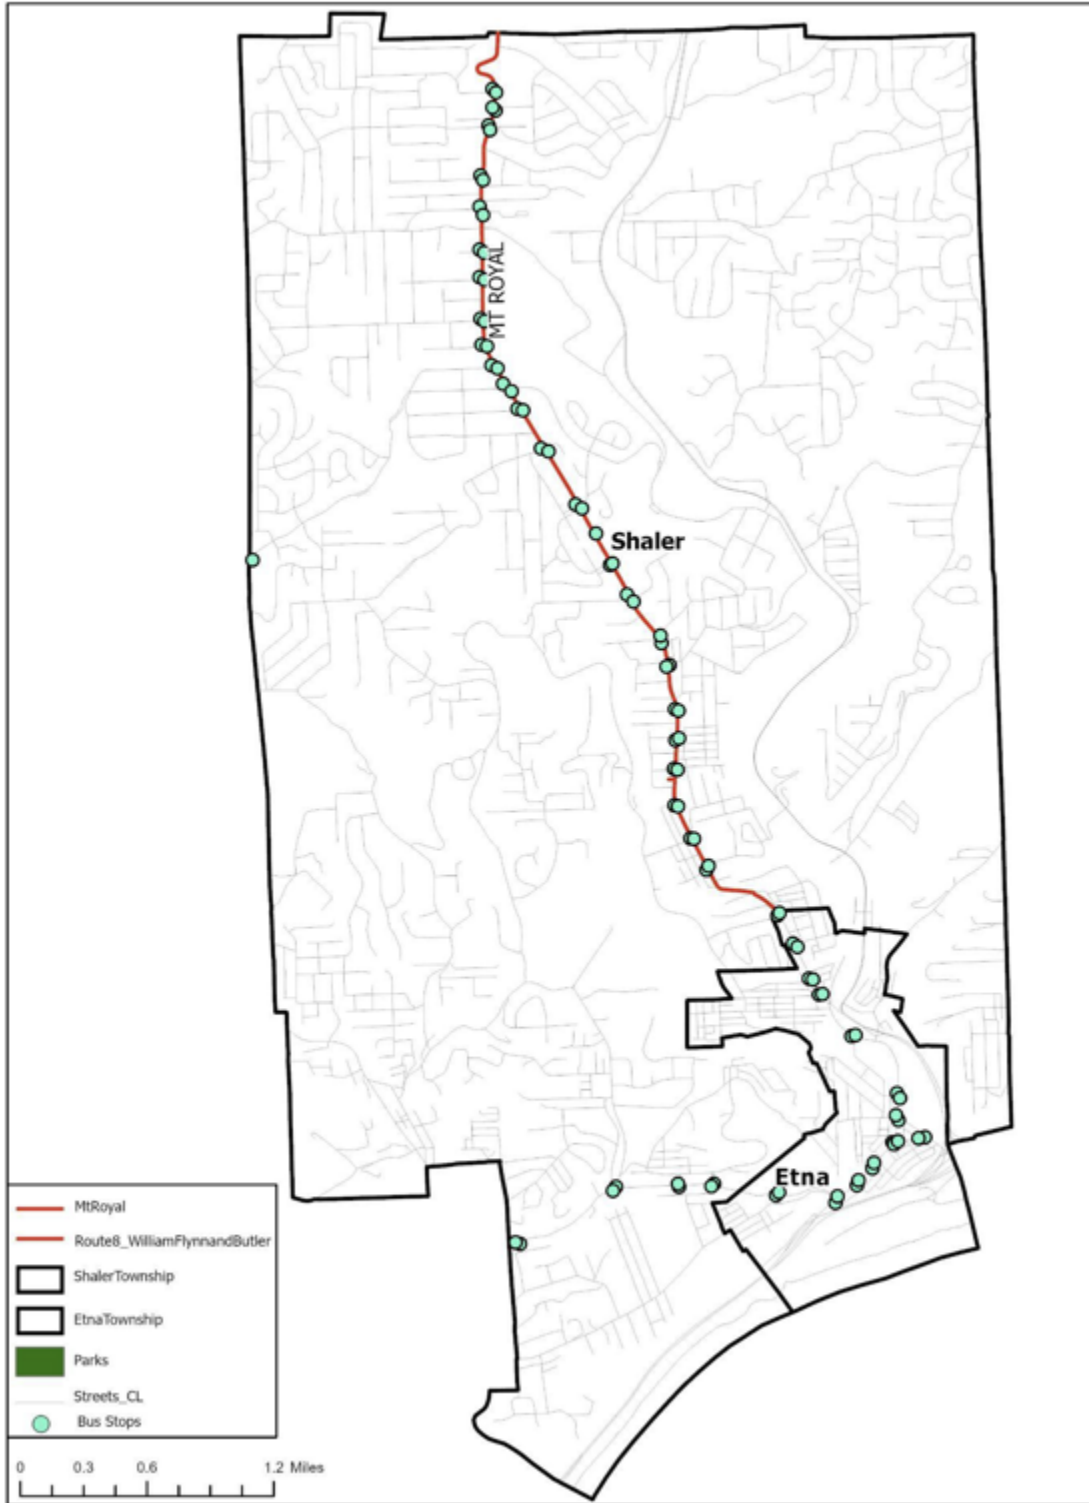 MT ROYAL
Shaler
Etna
MtRoyal
Route8_WilliamFlynnandButler
ShalerTownship
EtnaTownship
Parks
Streets_CL
Bus Stops
0 0.3 0.6 1.2 Miles